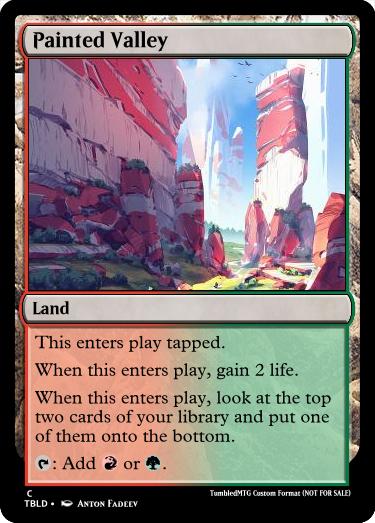 Painted Valley
Land
This enters play tapped.
When this enters play, gain 2 life.
When this enters play, look at the top
two cards of your library and put one
of them onto the bottom.
: Add or .
C
TBLD • Anton Fadeev
TumbledMTG Custom Format (NOT FOR SALE)